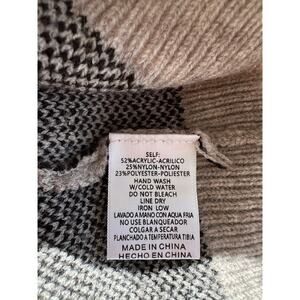 SELF:
52%ACRYLIC-ACRILICO
25%NYLON-NYLON
23%POLYESTER-POLIESTER
HAND WASH
W/COLD WATER
DO NOT BLEACH
LINE DRY
IRON LOW
LAVADO A MANO CON AQUA FRIA
NO USE BLANQUEADOR
COLGAR A SECAR
PLANCHADO A TEMPERATURA TIBIA
MADE IN CHINA
HECHO EN CHINA